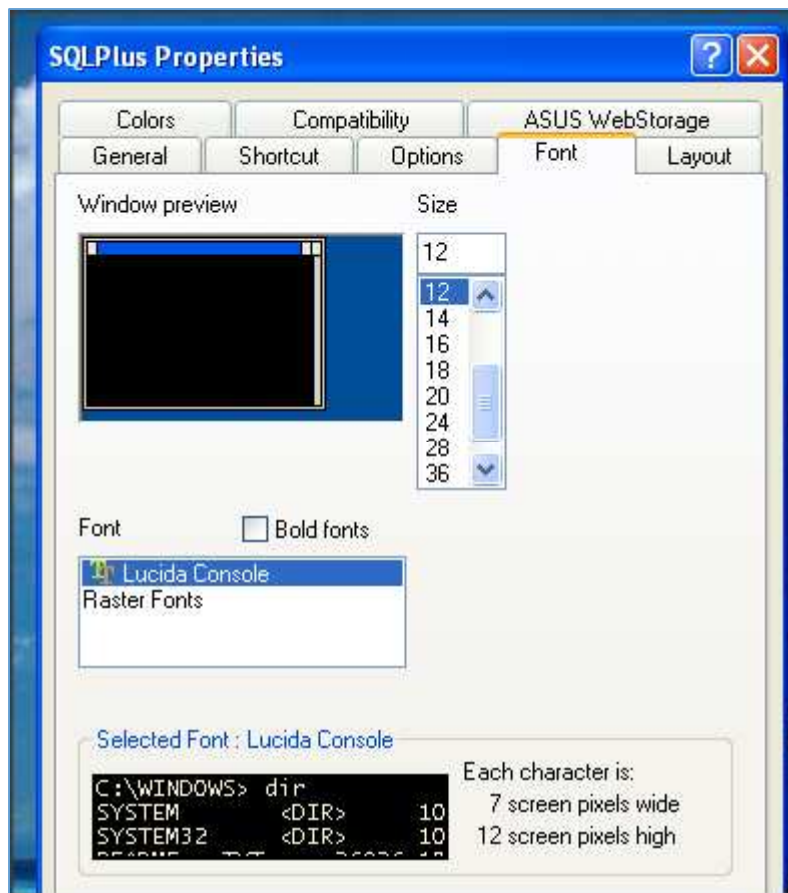 SQLPlus Properties
Colors Compatibility ASUS WebStorage
General Shortcut Options Font Layout
Window preview Size
12
12
14
16
18
20
24
28
36
Font Bold fonts
Lucida Console
Raster Fonts
Selected Font : Lucida Console
C:\WINDOWS> dir
SYSTEM <DIR> 10
SYSTEM32 <DIR> 10
Each character is:
7 screen pixels wide
12 screen pixels high